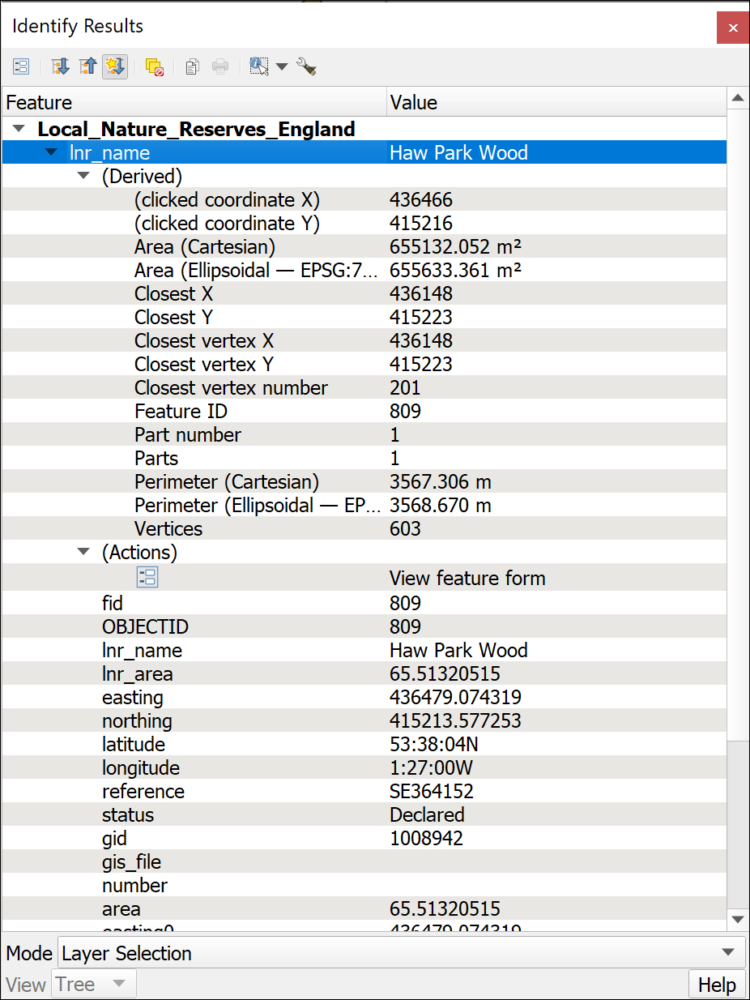 Identify Results
Feature Value
Local_Nature_Reserves_England
lnr_name Haw Park Wood
(Derived)
(clicked coordinate X) 436466
(clicked coordinate Y) 415216
Area (Cartesian) 655132.052 m²
Area (Ellipsoidal — EPSG:7... 655633.361 m²
Closest X 436148
Closest Y 415223
Closest vertex X 436148
Closest vertex Y 415223
Closest vertex number 201
Feature ID 809
Part number 1
Parts 1
Perimeter (Cartesian) 3567.306 m
Perimeter (Ellipsoidal — EP... 3568.670 m
Vertices 603
(Actions)
View feature form
fid 809
OBJECTID 809
lnr_name Haw Park Wood
lnr_area 65.51320515
easting 436479.074319
northing 415213.577253
latitude 53:38:04N
longitude 1:27:00W
reference SE364152
status Declared
gid 1008942
gis_file
number
area 65.51320515
easting0 436479.074319
Mode Layer Selection
View Tree Help